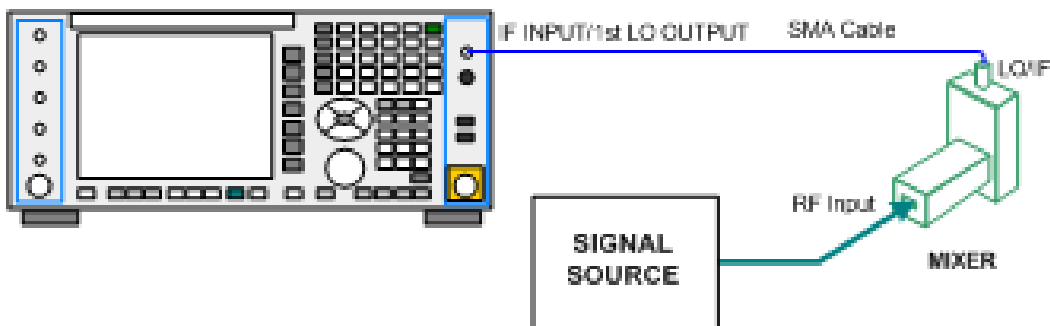 IF INPUT/1st LO OUTPUT
SMA Cable
LO/IF
RF Input
SIGNAL
SOURCE
MIXER